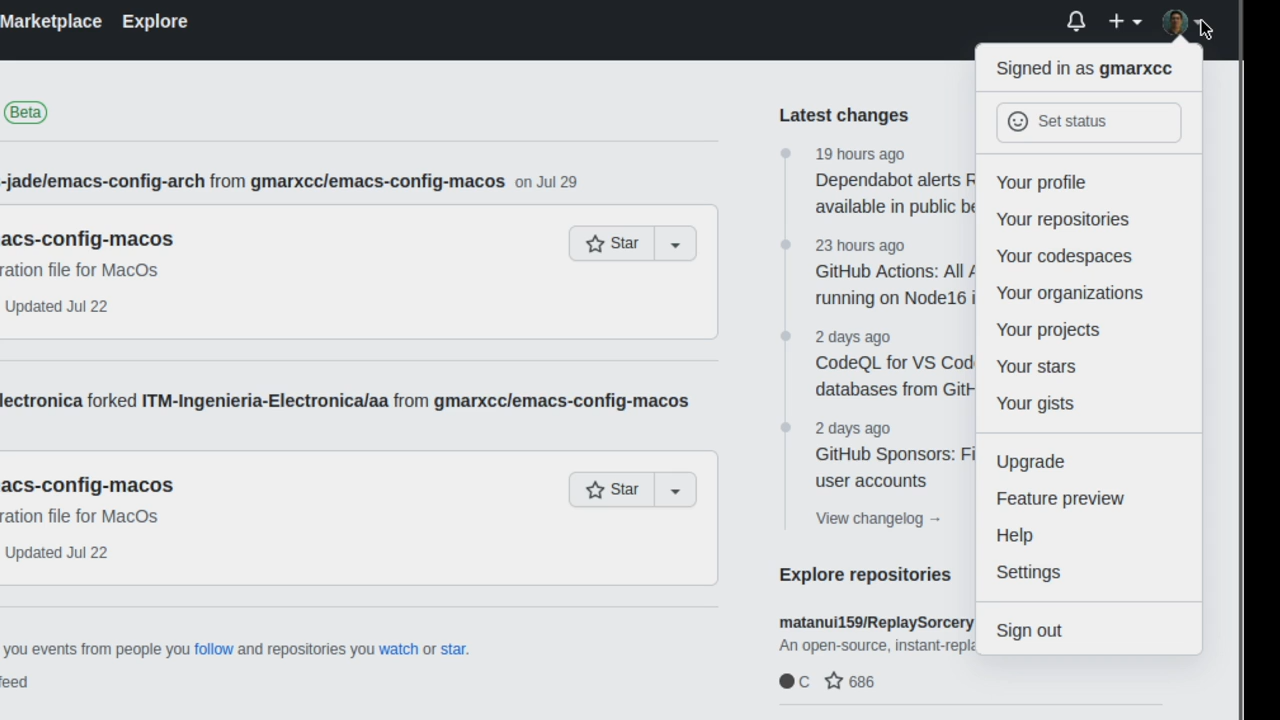 Marketplace Explore
Beta
-jade/emacs-config-arch from gmarxcc/emacs-config-macos on Jul 29
acs-config-macos
Star
ration file for MacOs
Updated Jul 22
lectronica forked ITM-Ingenieria-Electronica/aa from gmarxcc/emacs-config-macos
acs-config-macos
Star
ration file for MacOs
Updated Jul 22
you events from people you follow and repositories you watch or star.
feed
Latest changes
19 hours ago
Dependabot alerts R
available in public be
23 hours ago
GitHub Actions: All A
running on Node16 i
2 days ago
CodeQL for VS Cod
databases from GitH
2 days ago
GitHub Sponsors: Fi
user accounts
View changelog →
Explore repositories
matanui159/ReplaySorcery
An open-source, instant-repla
C 686
Signed in as gmarxcc
Set status
Your profile
Your repositories
Your codespaces
Your organizations
Your projects
Your stars
Your gists
Upgrade
Feature preview
Help
Settings
Sign out